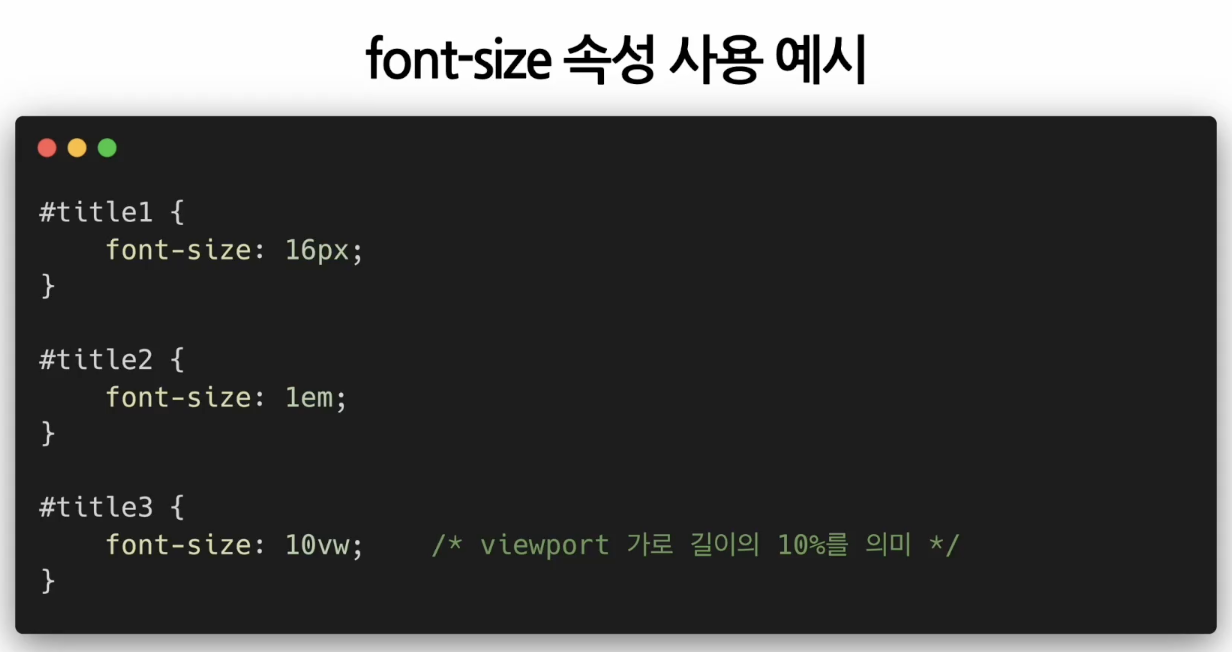 font-size 속성 사용 예시
#title1 {
    font-size: 16px;
}
#title2 {
    font-size: 1em;
}
#title3 {
    font-size: 10vw;    /* viewport 가로 길이의 10%를 의미 */
}